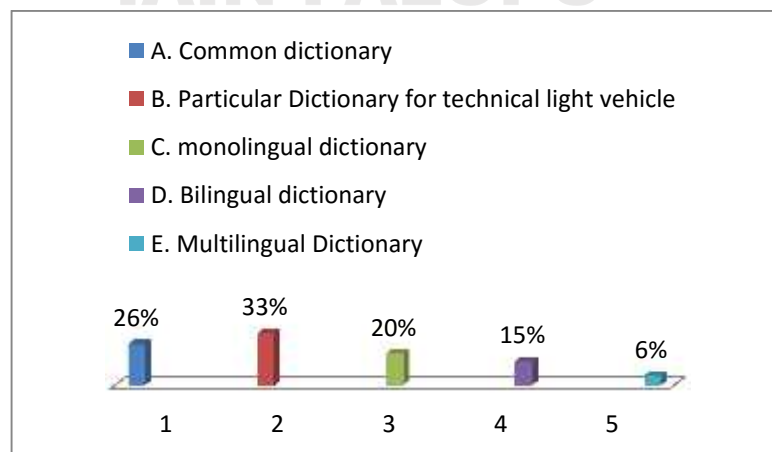 A. Common dictionary
B. Particular Dictionary for technical light vehicle
C. monolingual dictionary
D. Bilingual dictionary
E. Multilingual Dictionary
26% 33% 20% 15% 6%
1 2 3 4 5